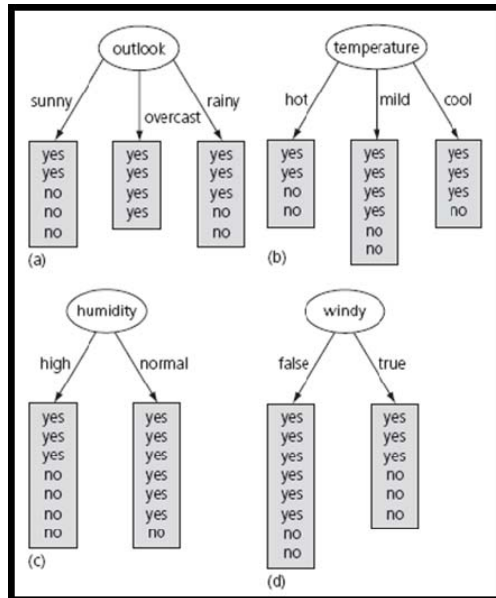 outlook
sunny
overcast
rainy
yes
yes
no
no
no
yes
yes
yes
yes
yes
yes
yes
no
no
(a)
temperature
hot
mild
cool
yes
yes
no
no
yes
yes
yes
yes
no
no
yes
yes
yes
no
(b)
humidity
high
normal
yes
yes
yes
no
no
no
no
yes
yes
yes
yes
yes
yes
no
(c)
windy
false
true
yes
yes
yes
yes
yes
yes
no
no
yes
yes
yes
no
no
no
(d)